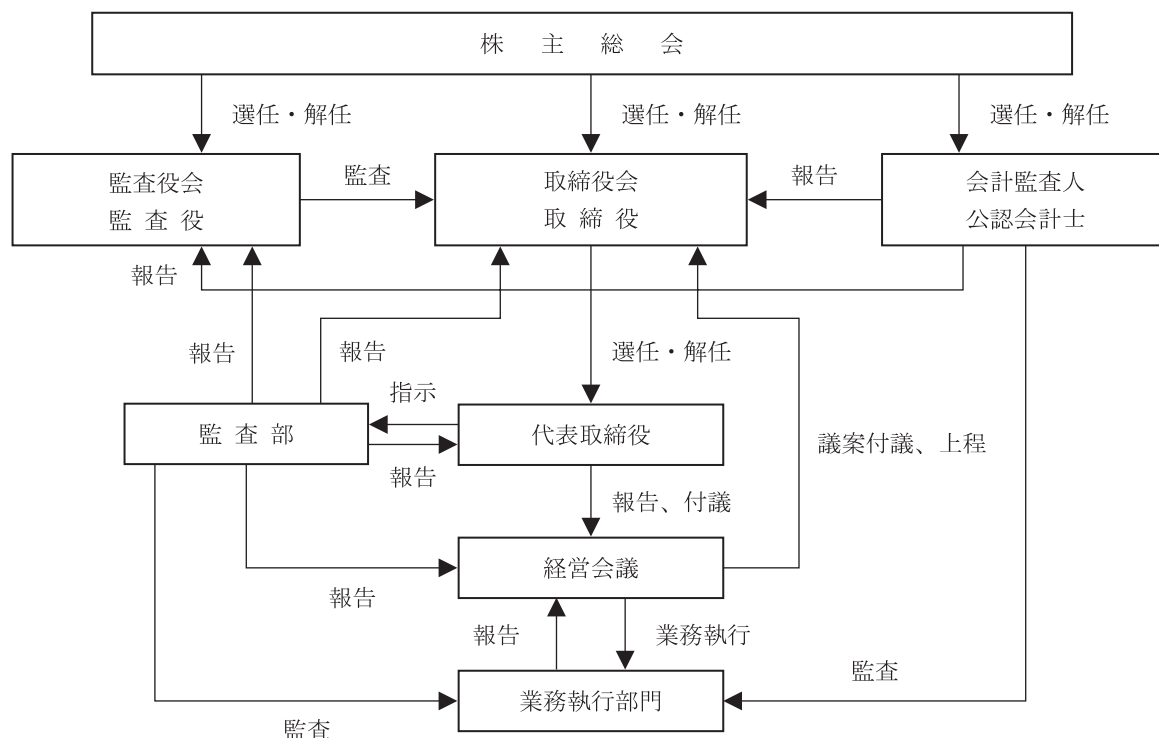 株主総会
選任・解任
選任・解任
選任・解任
監査役会
監査役
監査
取締役会
取締役
報告
会計監査人
公認会計士
報告
報告
報告
選任・解任
指示
監査部
代表取締役
議案付議、上程
報告
報告、付議
経営会議
報告
報告
業務執行
監査
業務執行部門
監査